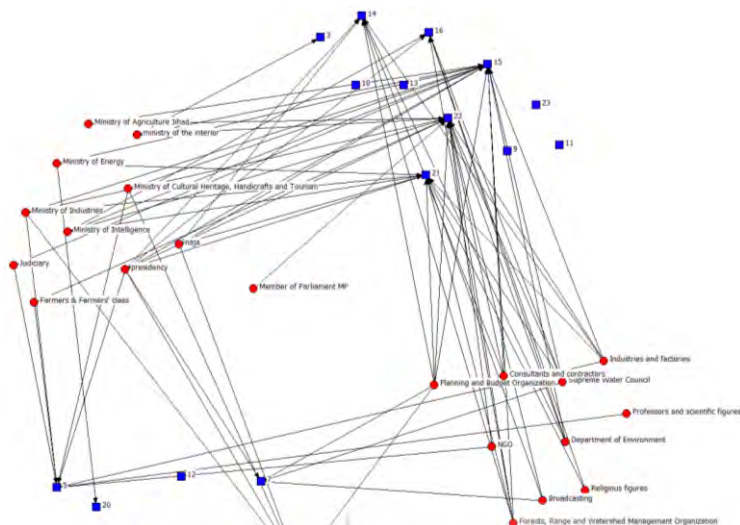 14
3
16
15
10
13
23
Ministry of Agriculture Jihad
22
ministry of the interior
11
9
Ministry of Energy
21
Ministry of Cultural Heritage, Handicrafts and Tourism
Ministry of Industries
Ministry of Intelligence
Judiciary
presidency
Member of Parliament MP
Farmers & Farmers' class
Industries and factories
Consultants and contractors
Planning and Budget Organization
Supreme Water Council
Professors and scientific figures
Department of Environment
NGO
12
5
7
Religious figures
Broadcasting
20
Forests, Range and Watershed Management Organization